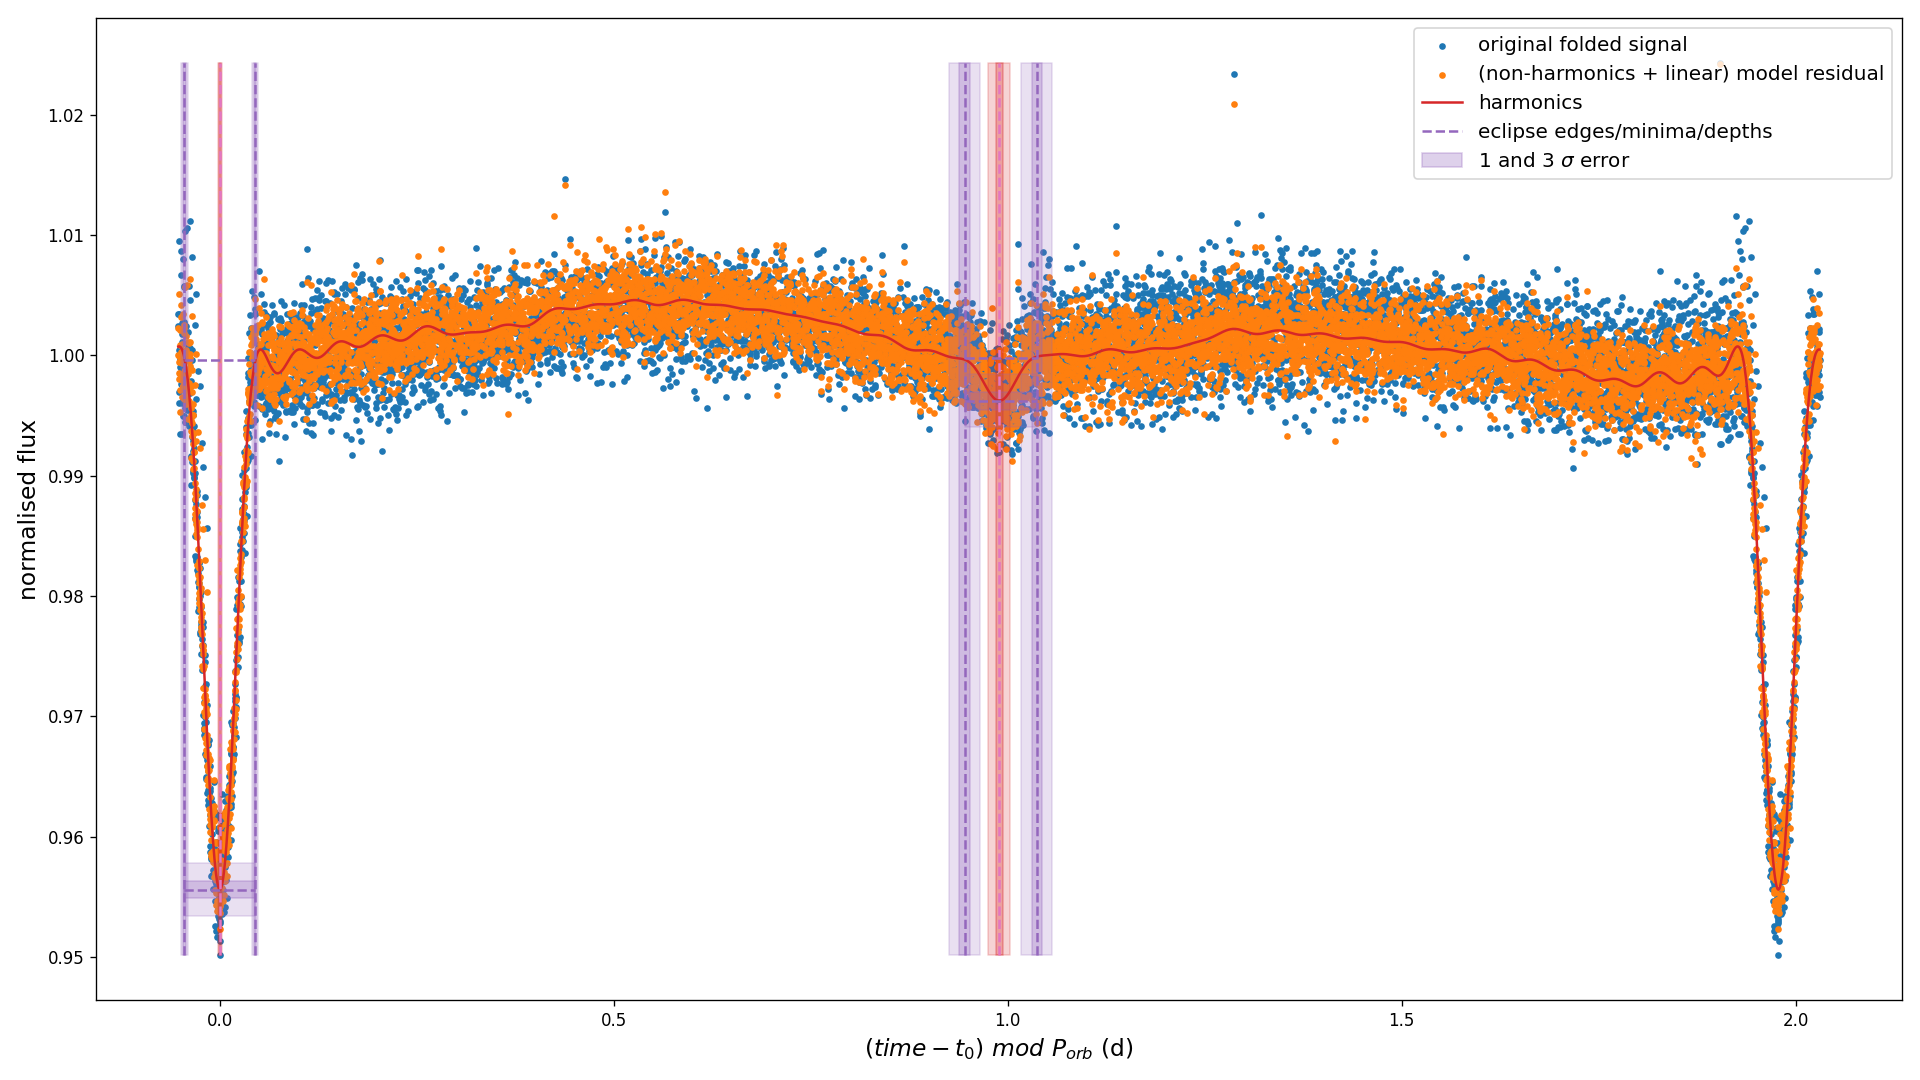 original folded signal
(non-harmonics + linear) model residual
harmonics
eclipse edges/minima/depths
1 and 3 σ error
1.02
1.01
1.00
0.99
0.98
0.97
0.96
0.95
normalised flux
0.0 0.5 1.0 1.5 2.0
(time − t₀) mod Pₒᵣb (d)